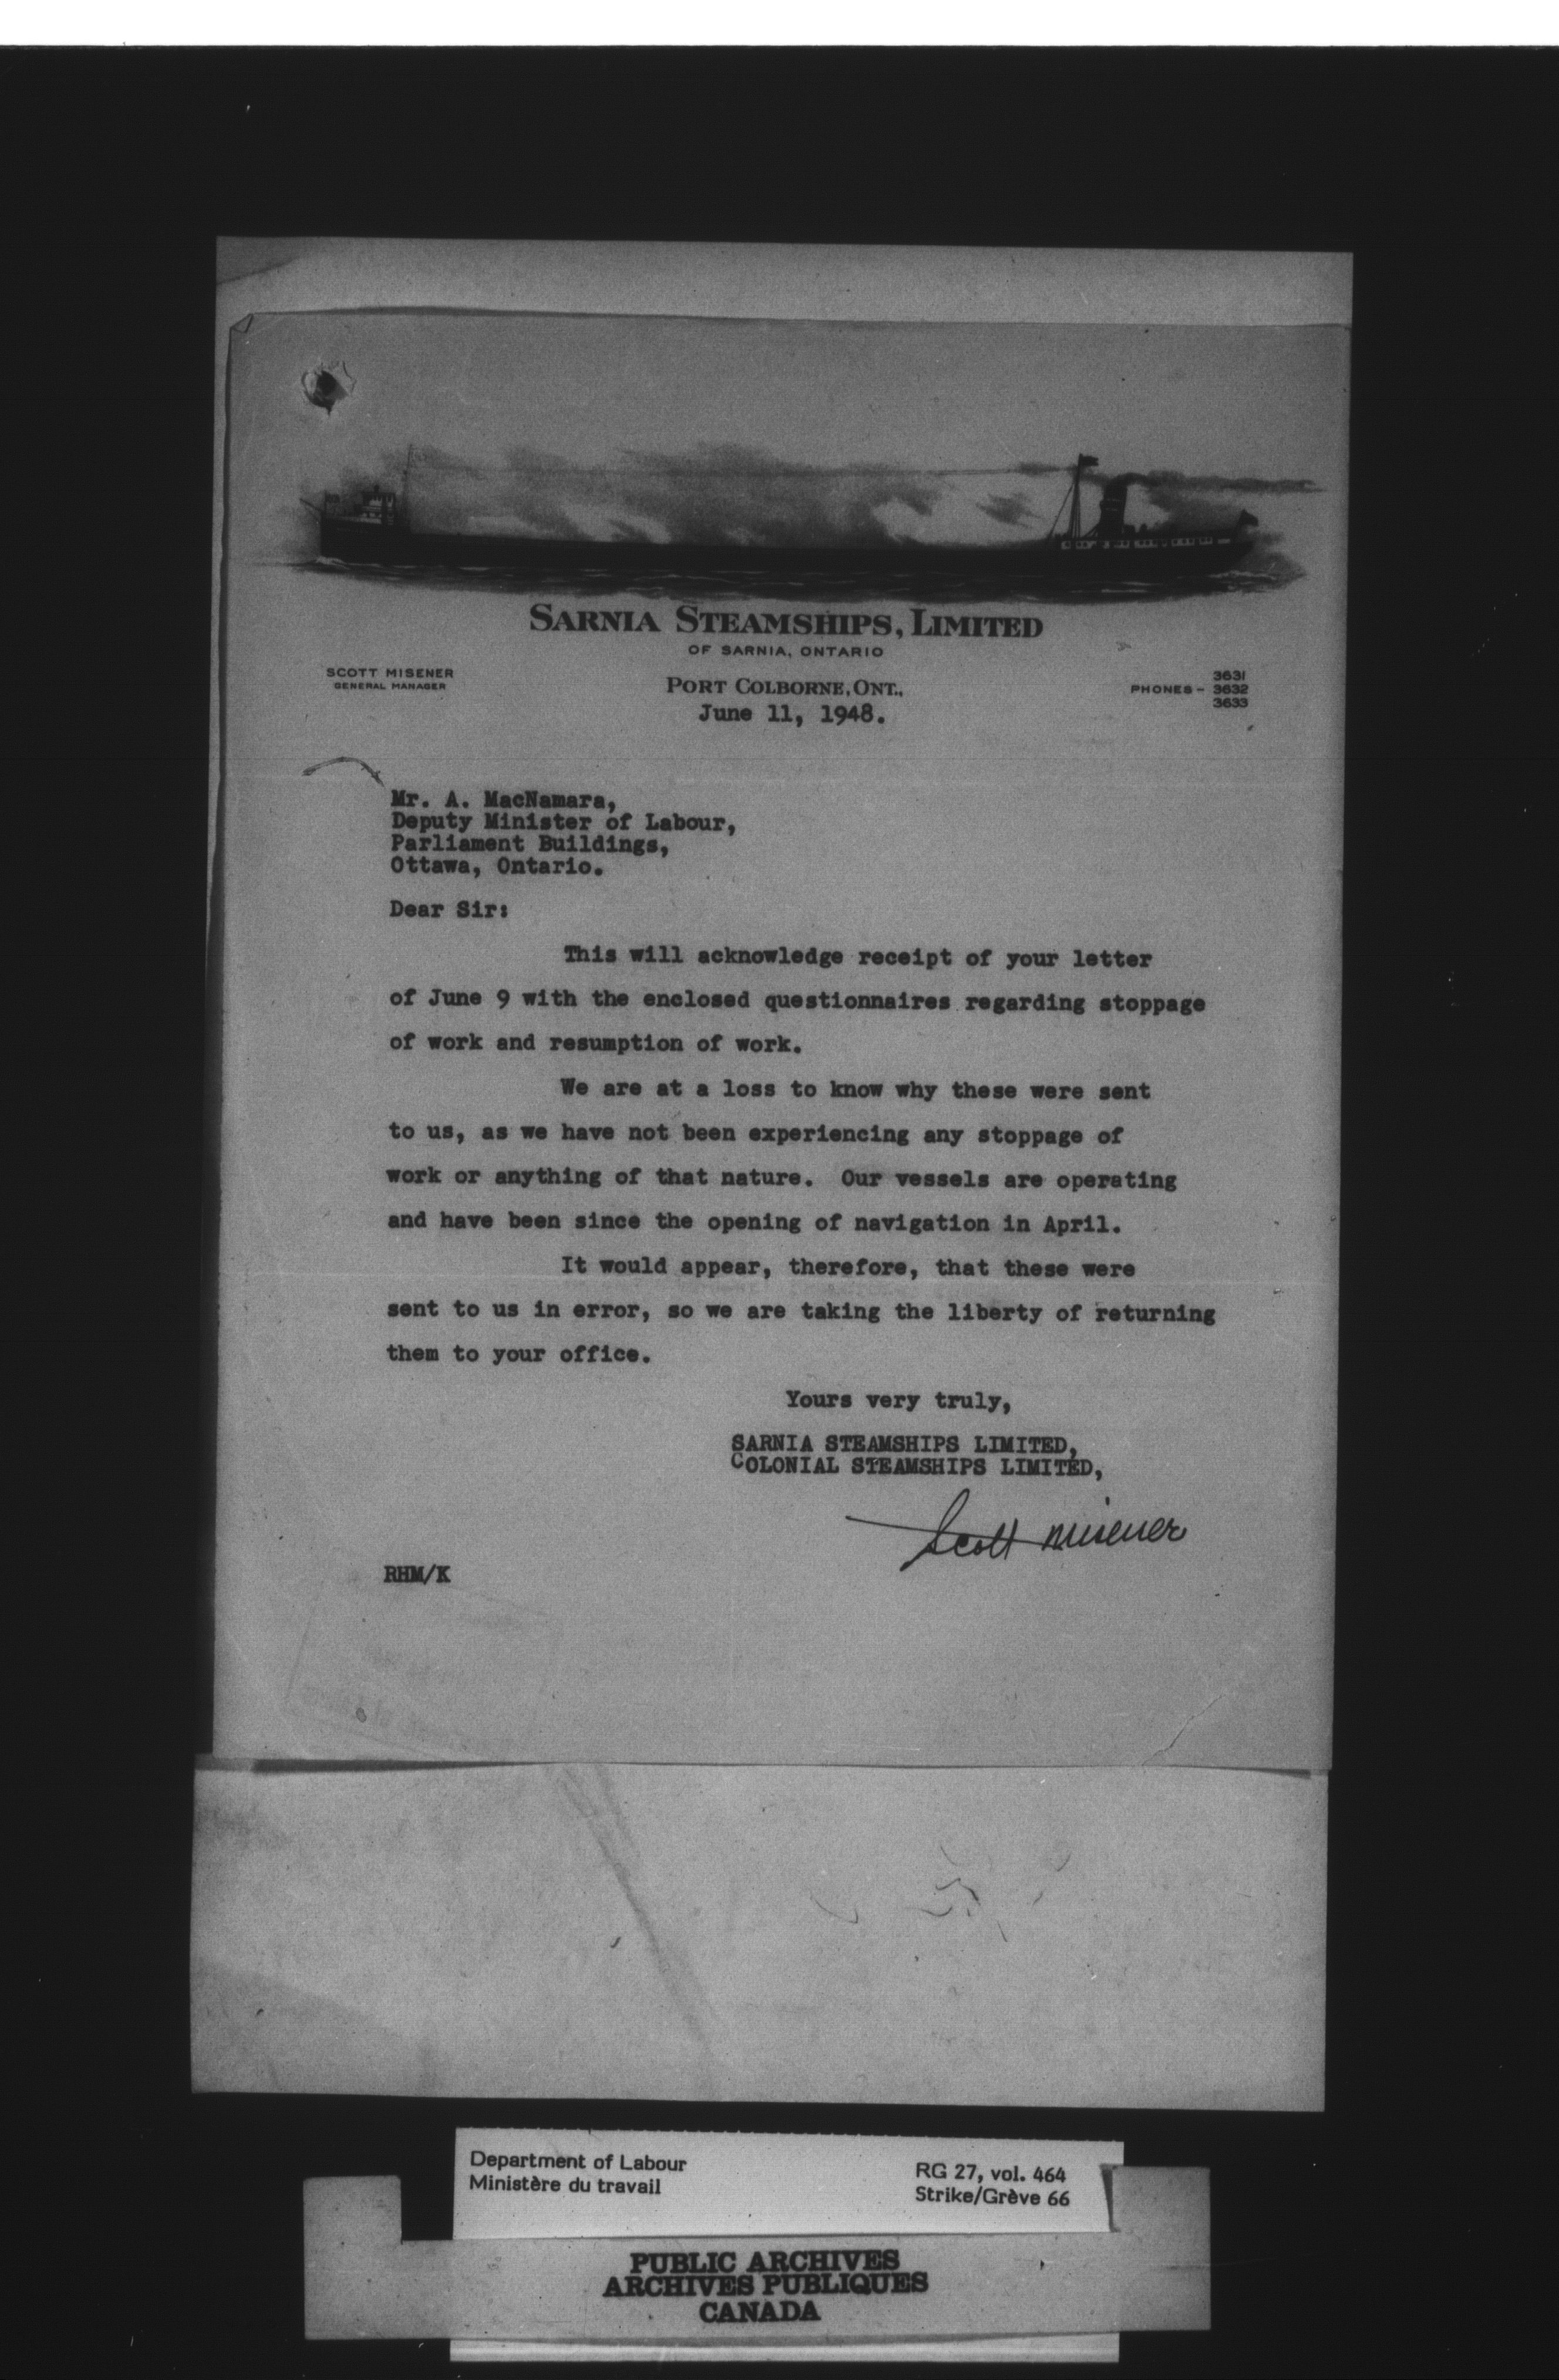 SARNIA STEAMSHIPS, LIMITED
OF SARNIA, ONTARIO
SCOTT MISENER
GENERAL MANAGER
PORT COLBORNE, ONT.,
PHONES - 3631
3632
3633
June 11, 1948.
Mr. A. MacNamara,
Deputy Minister of Labour,
Parliament Buildings,
Ottawa, Ontario.
Dear Sir:
This will acknowledge receipt of your letter
of June 9 with the enclosed questionnaires regarding stoppage
of work and resumption of work.
We are at a loss to know why these were sent
to us, as we have not been experiencing any stoppage of
work or anything of that nature. Our vessels are operating
and have been since the opening of navigation in April.
It would appear, therefore, that these were
sent to us in error, so we are taking the liberty of returning
them to your office.
Yours very truly,
SARNIA STEAMSHIPS LIMITED,
COLONIAL STEAMSHIPS LIMITED,
Scott Misener
RHM/K
Department of Labour
Ministère du travail
RG 27, vol. 464
Strike/Grève 66
PUBLIC ARCHIVES
ARCHIVES PUBLIQUES
CANADA